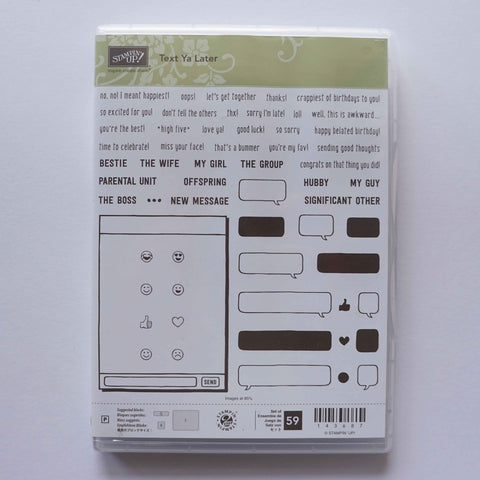 STAMPIN' UP!
Text Ya Later
no, no! I meant happiest! oops! let's get together thanks! crappiest of birthdays to you!
so excited for you! don't tell the others thx! sorry I'm late! lol! well, this is awkward....
you're the best! *high five* love ya! good luck! so sorry happy belated birthday!
time to celebrate! miss your face! that's a bummer you're my fav! sending good thoughts
BESTIE THE WIFE MY GIRL THE GROUP congrats on that thing you did!
PARENTAL UNIT OFFSPRING HUBBY MY GUY
THE BOSS ••• NEW MESSAGE SIGNIFICANT OTHER
SEND
Images at 85%
P
Suggested blocks:
Set of
59
143687
© STAMPIN' UP!